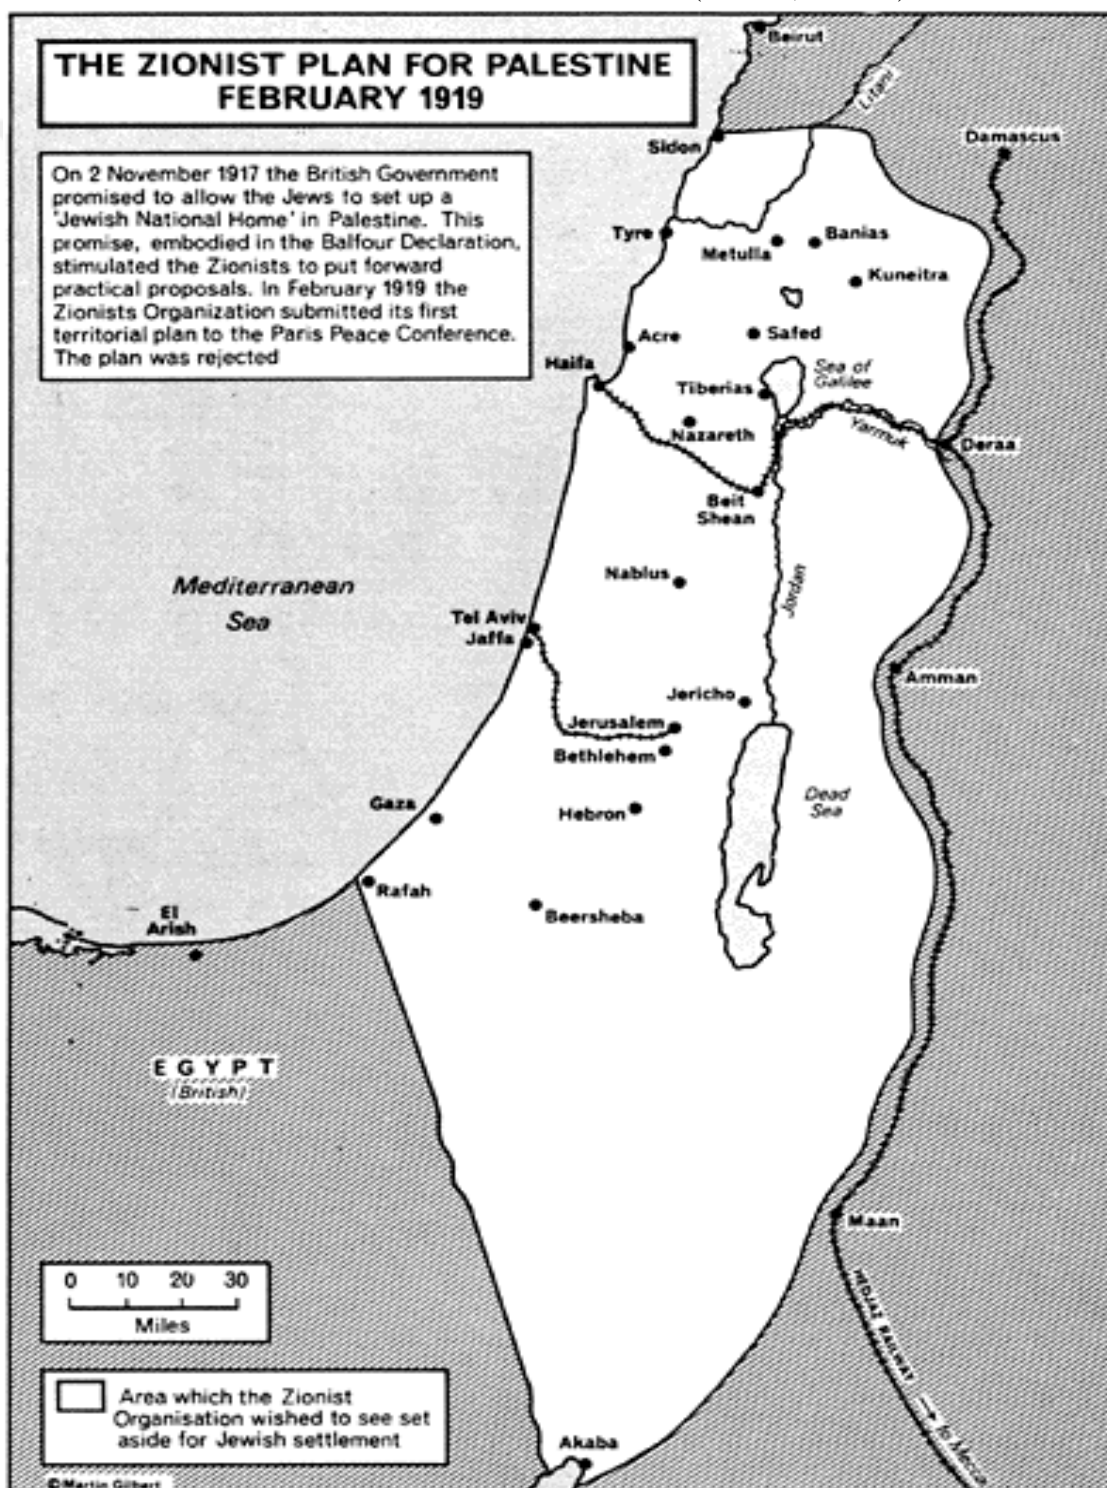 THE ZIONIST PLAN FOR PALESTINE
FEBRUARY 1919
On 2 November 1917 the British Government
promised to allow the Jews to set up a
'Jewish National Home' in Palestine. This
promise, embodied in the Balfour Declaration,
stimulated the Zionists to put forward
practical proposals. In February 1919 the
Zionists Organization submitted its first
territorial plan to the Paris Peace Conference.
The plan was rejected
Beirut
Litani
Damascus
Sidon
Tyre
Metulla
Banias
Kuneitra
Acre
Safed
Haifa
Sea of
Galilee
Tiberias
Nazareth
Yarmuk
Deraa
Beit
Shean
Mediterranean
Sea
Nablus
Jordan
Tel Aviv
Jaffa
Amman
Jericho
Jerusalem
Bethlehem
Gaza
Hebron
Dead
Sea
Rafah
El
Arish
Beersheba
EGYPT
(British)
Maan
HEDJAZ RAILWAY
to Mecca
0 10 20 30
Miles
Area which the Zionist
Organisation wished to see set
aside for Jewish settlement
Akaba
© Martin Gilbert